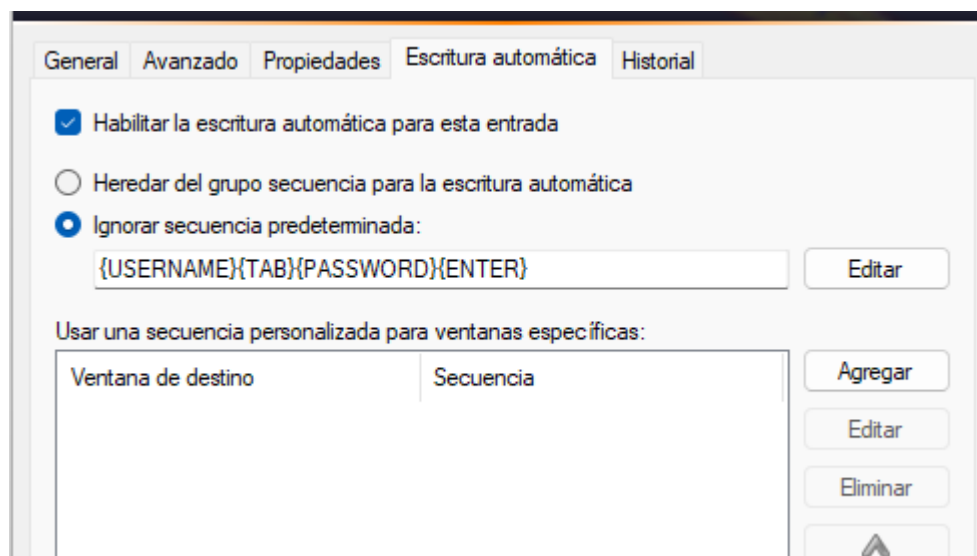 General Avanzado Propiedades Escritura automática Historial
Habilitar la escritura automática para esta entrada
Heredar del grupo secuencia para la escritura automática
Ignorar secuencia predeterminada:
{USERNAME}{TAB}{PASSWORD}{ENTER} Editar
Usar una secuencia personalizada para ventanas específicas:
Ventana de destino Secuencia Agregar
Editar
Eliminar